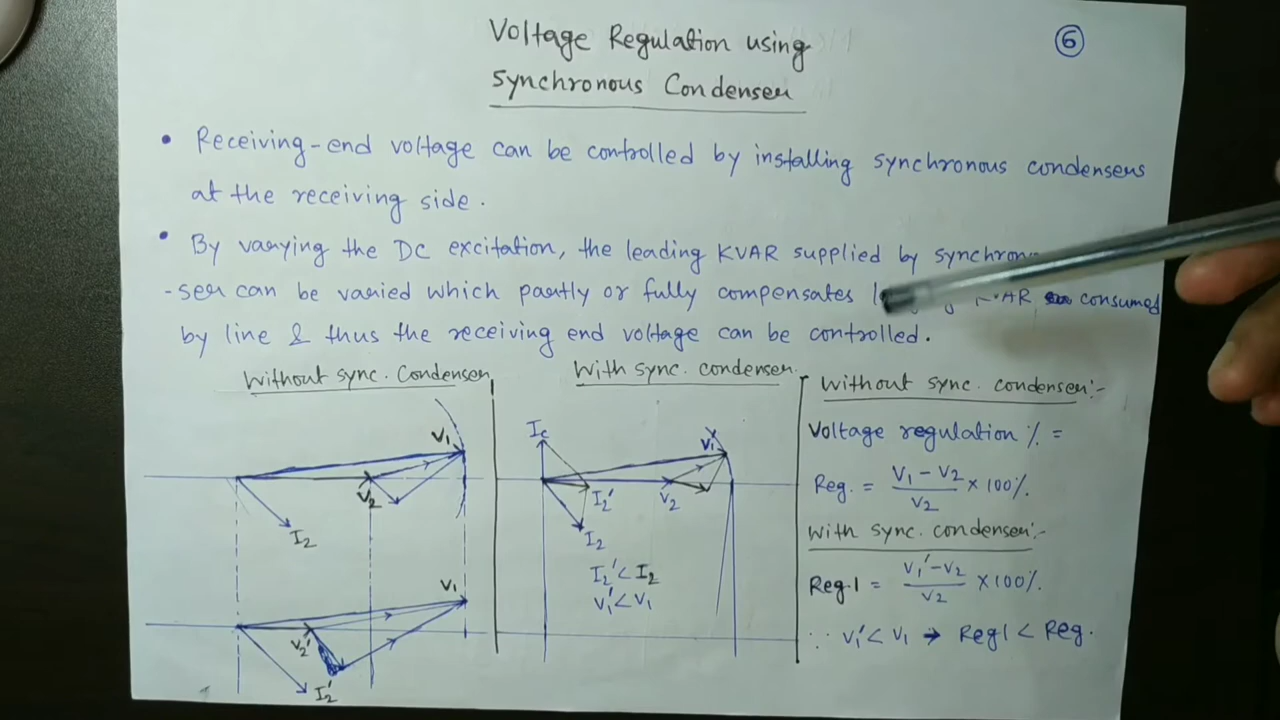 Voltage Regulation using
Synchronous Condenser
6
• Receiving-end voltage can be controlled by installing synchronous condensers
at the receiving side.
• By varying the DC excitation, the leading KVAR supplied by
-ser can be varied which partly or fully compensates consumed
by line & thus the receiving end voltage can be controlled.
Without sync. Condenser
V1
V2
I2
V1
V2'
I2'
With sync. condenser
Ic
V1
I2'
V2
I2
I2' < I2
V1' < V1
Without sync. condenser:-
Voltage regulation % =
Reg. = V1 - V2 / V2 × 100%
With sync. condenser:-
Reg1 = V1' - V2 / V2 × 100%
∵ V1' < V1 → Reg1 < Reg.